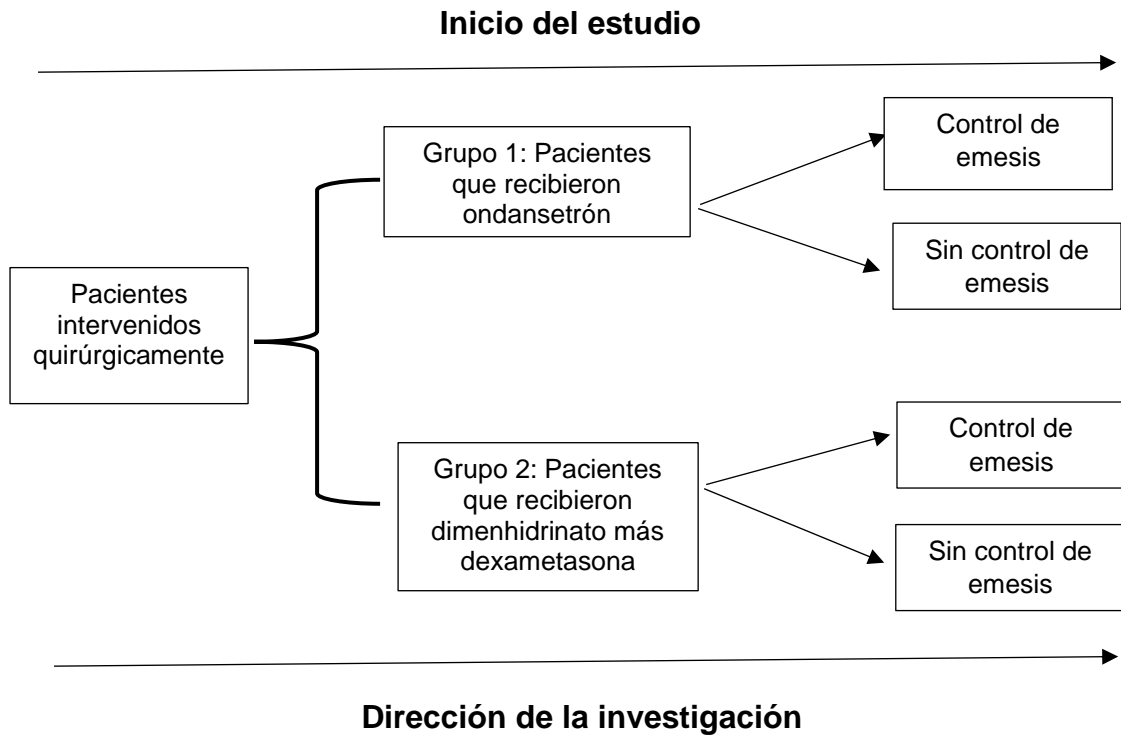 Inicio del estudio
Control de
emesis
Grupo 1: Pacientes
que recibieron
ondansetrón
Sin control de
emesis
Pacientes
intervenidos
quirúrgicamente
Control de
emesis
Grupo 2: Pacientes
que recibieron
dimenhidrinato más
dexametasona
Sin control de
emesis
Dirección de la investigación